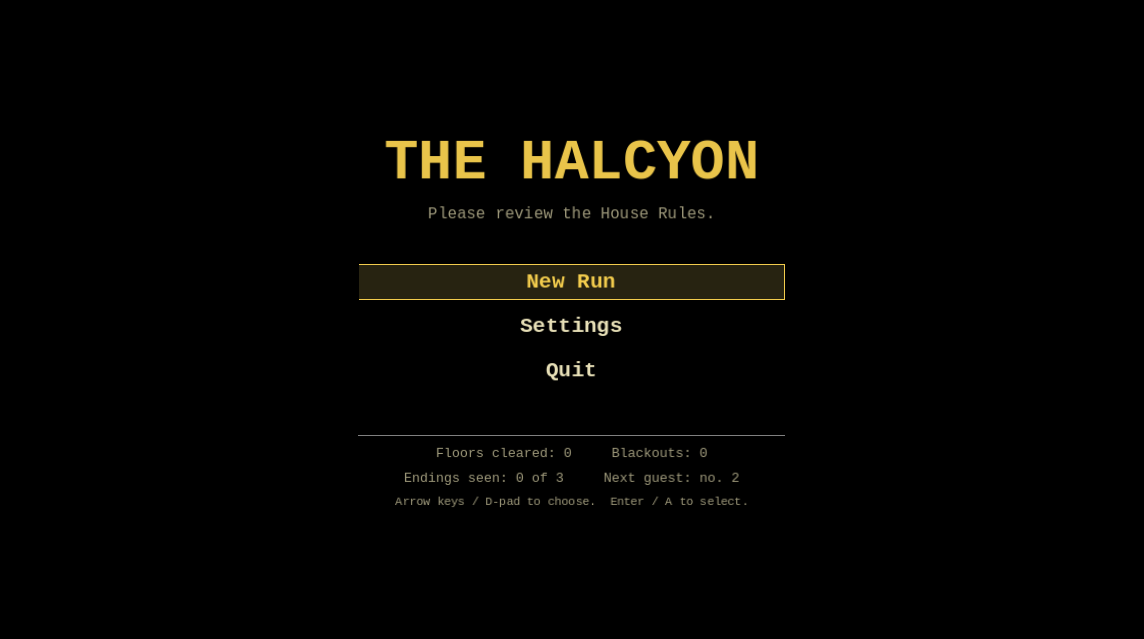 THE HALCYON
Please review the House Rules.
New Run
Settings
Quit
Floors cleared: 0     Blackouts: 0
Endings seen: 0 of 3     Next guest: no. 2
Arrow keys / D-pad to choose.  Enter / A to select.